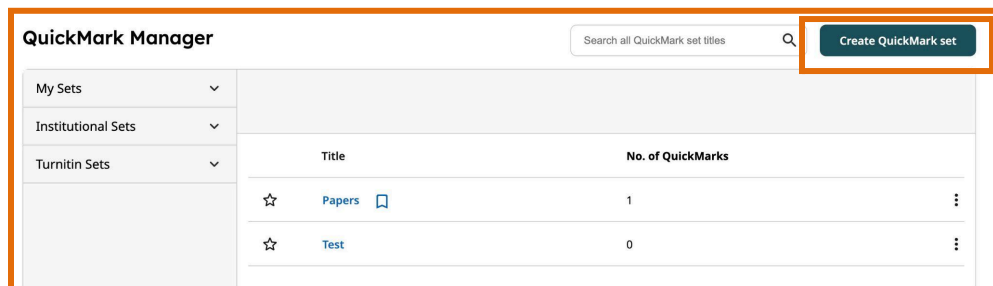 QuickMark Manager
Search all QuickMark set titles
Create QuickMark set
My Sets
Institutional Sets
Turnitin Sets
Title No. of QuickMarks
Papers 1
Test 0